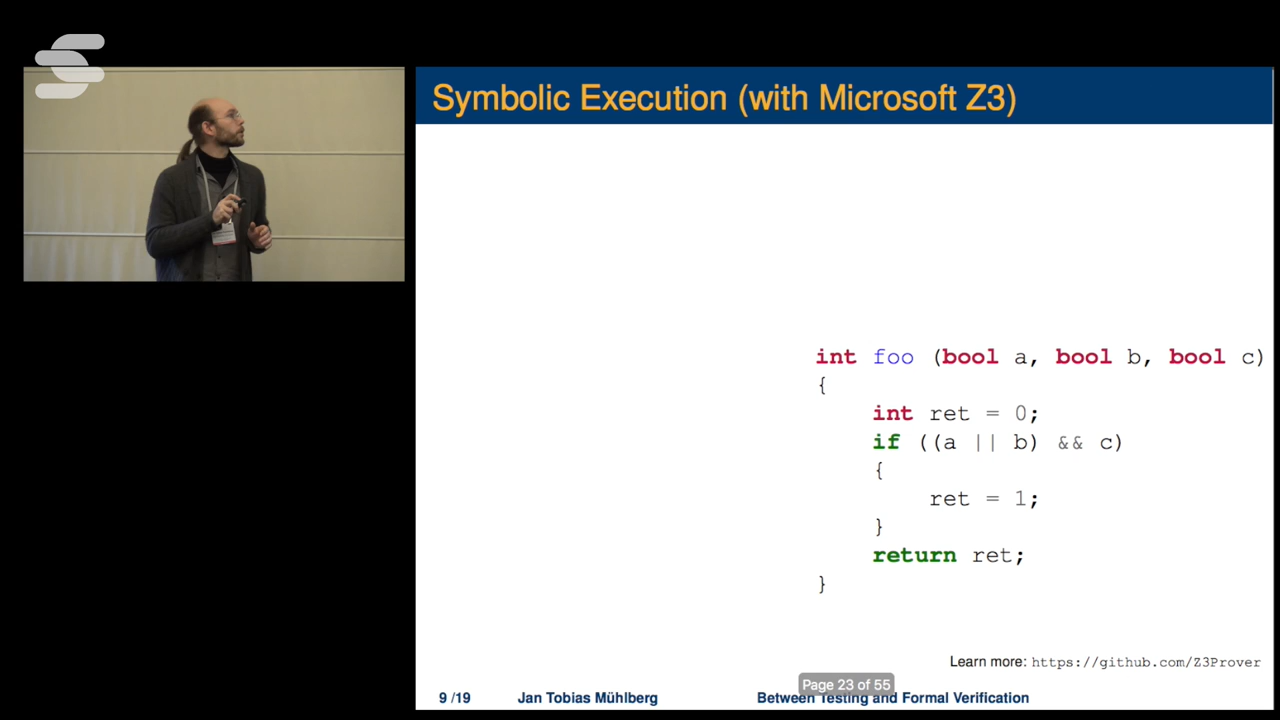 Symbolic Execution (with Microsoft Z3)
int foo (bool a, bool b, bool c)
{
int ret = 0;
if ((a || b) && c)
{
ret = 1;
}
return ret;
}
Learn more: https://github.com/Z3Prover
Page 23 of 55
9 /19 Jan Tobias Mühlberg Between Testing and Formal Verification